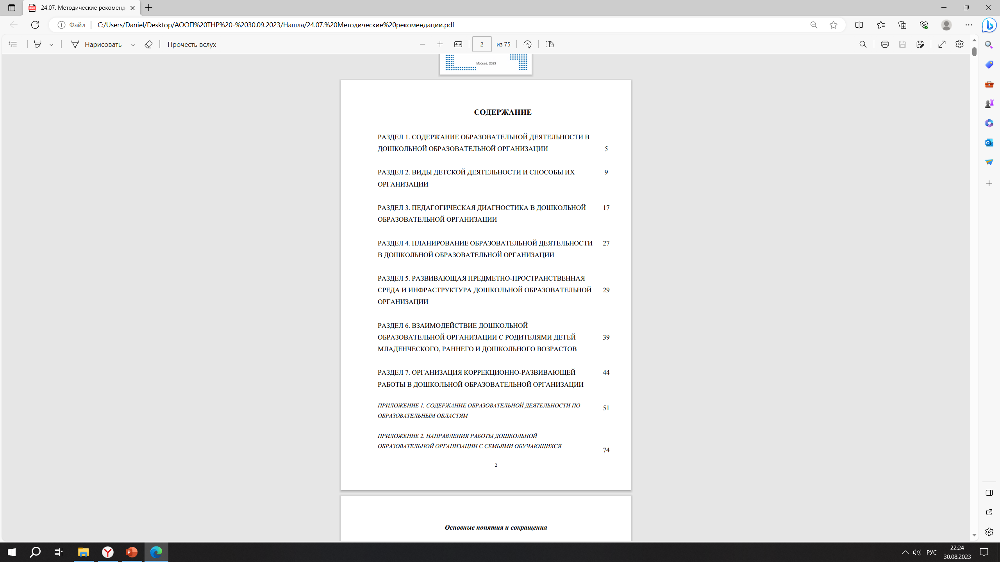 24.07. Методические рекоменд
Файл
C:/Users/Daniel/Desktop/АООП%20ТНР%20-%2030.09.2023/Нашла/24.07.%20Методические%20рекомендации.pdf
Нарисовать
Прочесть вслух
2
из 75
Москва, 2023
СОДЕРЖАНИЕ
РАЗДЕЛ 1. СОДЕРЖАНИЕ ОБРАЗОВАТЕЛЬНОЙ ДЕЯТЕЛЬНОСТИ В
ДОШКОЛЬНОЙ ОБРАЗОВАТЕЛЬНОЙ ОРГАНИЗАЦИИ 5
РАЗДЕЛ 2. ВИДЫ ДЕТСКОЙ ДЕЯТЕЛЬНОСТИ И СПОСОБЫ ИХ 9
ОРГАНИЗАЦИИ
РАЗДЕЛ 3. ПЕДАГОГИЧЕСКАЯ ДИАГНОСТИКА В ДОШКОЛЬНОЙ 17
ОБРАЗОВАТЕЛЬНОЙ ОРГАНИЗАЦИИ
РАЗДЕЛ 4. ПЛАНИРОВАНИЕ ОБРАЗОВАТЕЛЬНОЙ ДЕЯТЕЛЬНОСТИ 27
В ДОШКОЛЬНОЙ ОБРАЗОВАТЕЛЬНОЙ ОРГАНИЗАЦИИ
РАЗДЕЛ 5. РАЗВИВАЮЩАЯ ПРЕДМЕТНО-ПРОСТРАНСТВЕННАЯ
СРЕДА И ИНФРАСТРУКТУРА ДОШКОЛЬНОЙ ОБРАЗОВАТЕЛЬНОЙ 29
ОРГАНИЗАЦИИ
РАЗДЕЛ 6. ВЗАИМОДЕЙСТВИЕ ДОШКОЛЬНОЙ
ОБРАЗОВАТЕЛЬНОЙ ОРГАНИЗАЦИИ С РОДИТЕЛЯМИ ДЕТЕЙ 39
МЛАДЕНЧЕСКОГО, РАННЕГО И ДОШКОЛЬНОГО ВОЗРАСТОВ
РАЗДЕЛ 7. ОРГАНИЗАЦИЯ КОРРЕКЦИОННО-РАЗВИВАЮЩЕЙ 44
РАБОТЫ В ДОШКОЛЬНОЙ ОБРАЗОВАТЕЛЬНОЙ ОРГАНИЗАЦИИ
ПРИЛОЖЕНИЕ 1. СОДЕРЖАНИЕ ОБРАЗОВАТЕЛЬНОЙ ДЕЯТЕЛЬНОСТИ ПО 51
ОБРАЗОВАТЕЛЬНЫМ ОБЛАСТЯМ
ПРИЛОЖЕНИЕ 2. НАПРАВЛЕНИЯ РАБОТЫ ДОШКОЛЬНОЙ
ОБРАЗОВАТЕЛЬНОЙ ОРГАНИЗАЦИИ С СЕМЬЯМИ ОБУЧАЮЩИХСЯ 74
2
Основные понятия и сокращения
РУС
22:24
30.08.2023